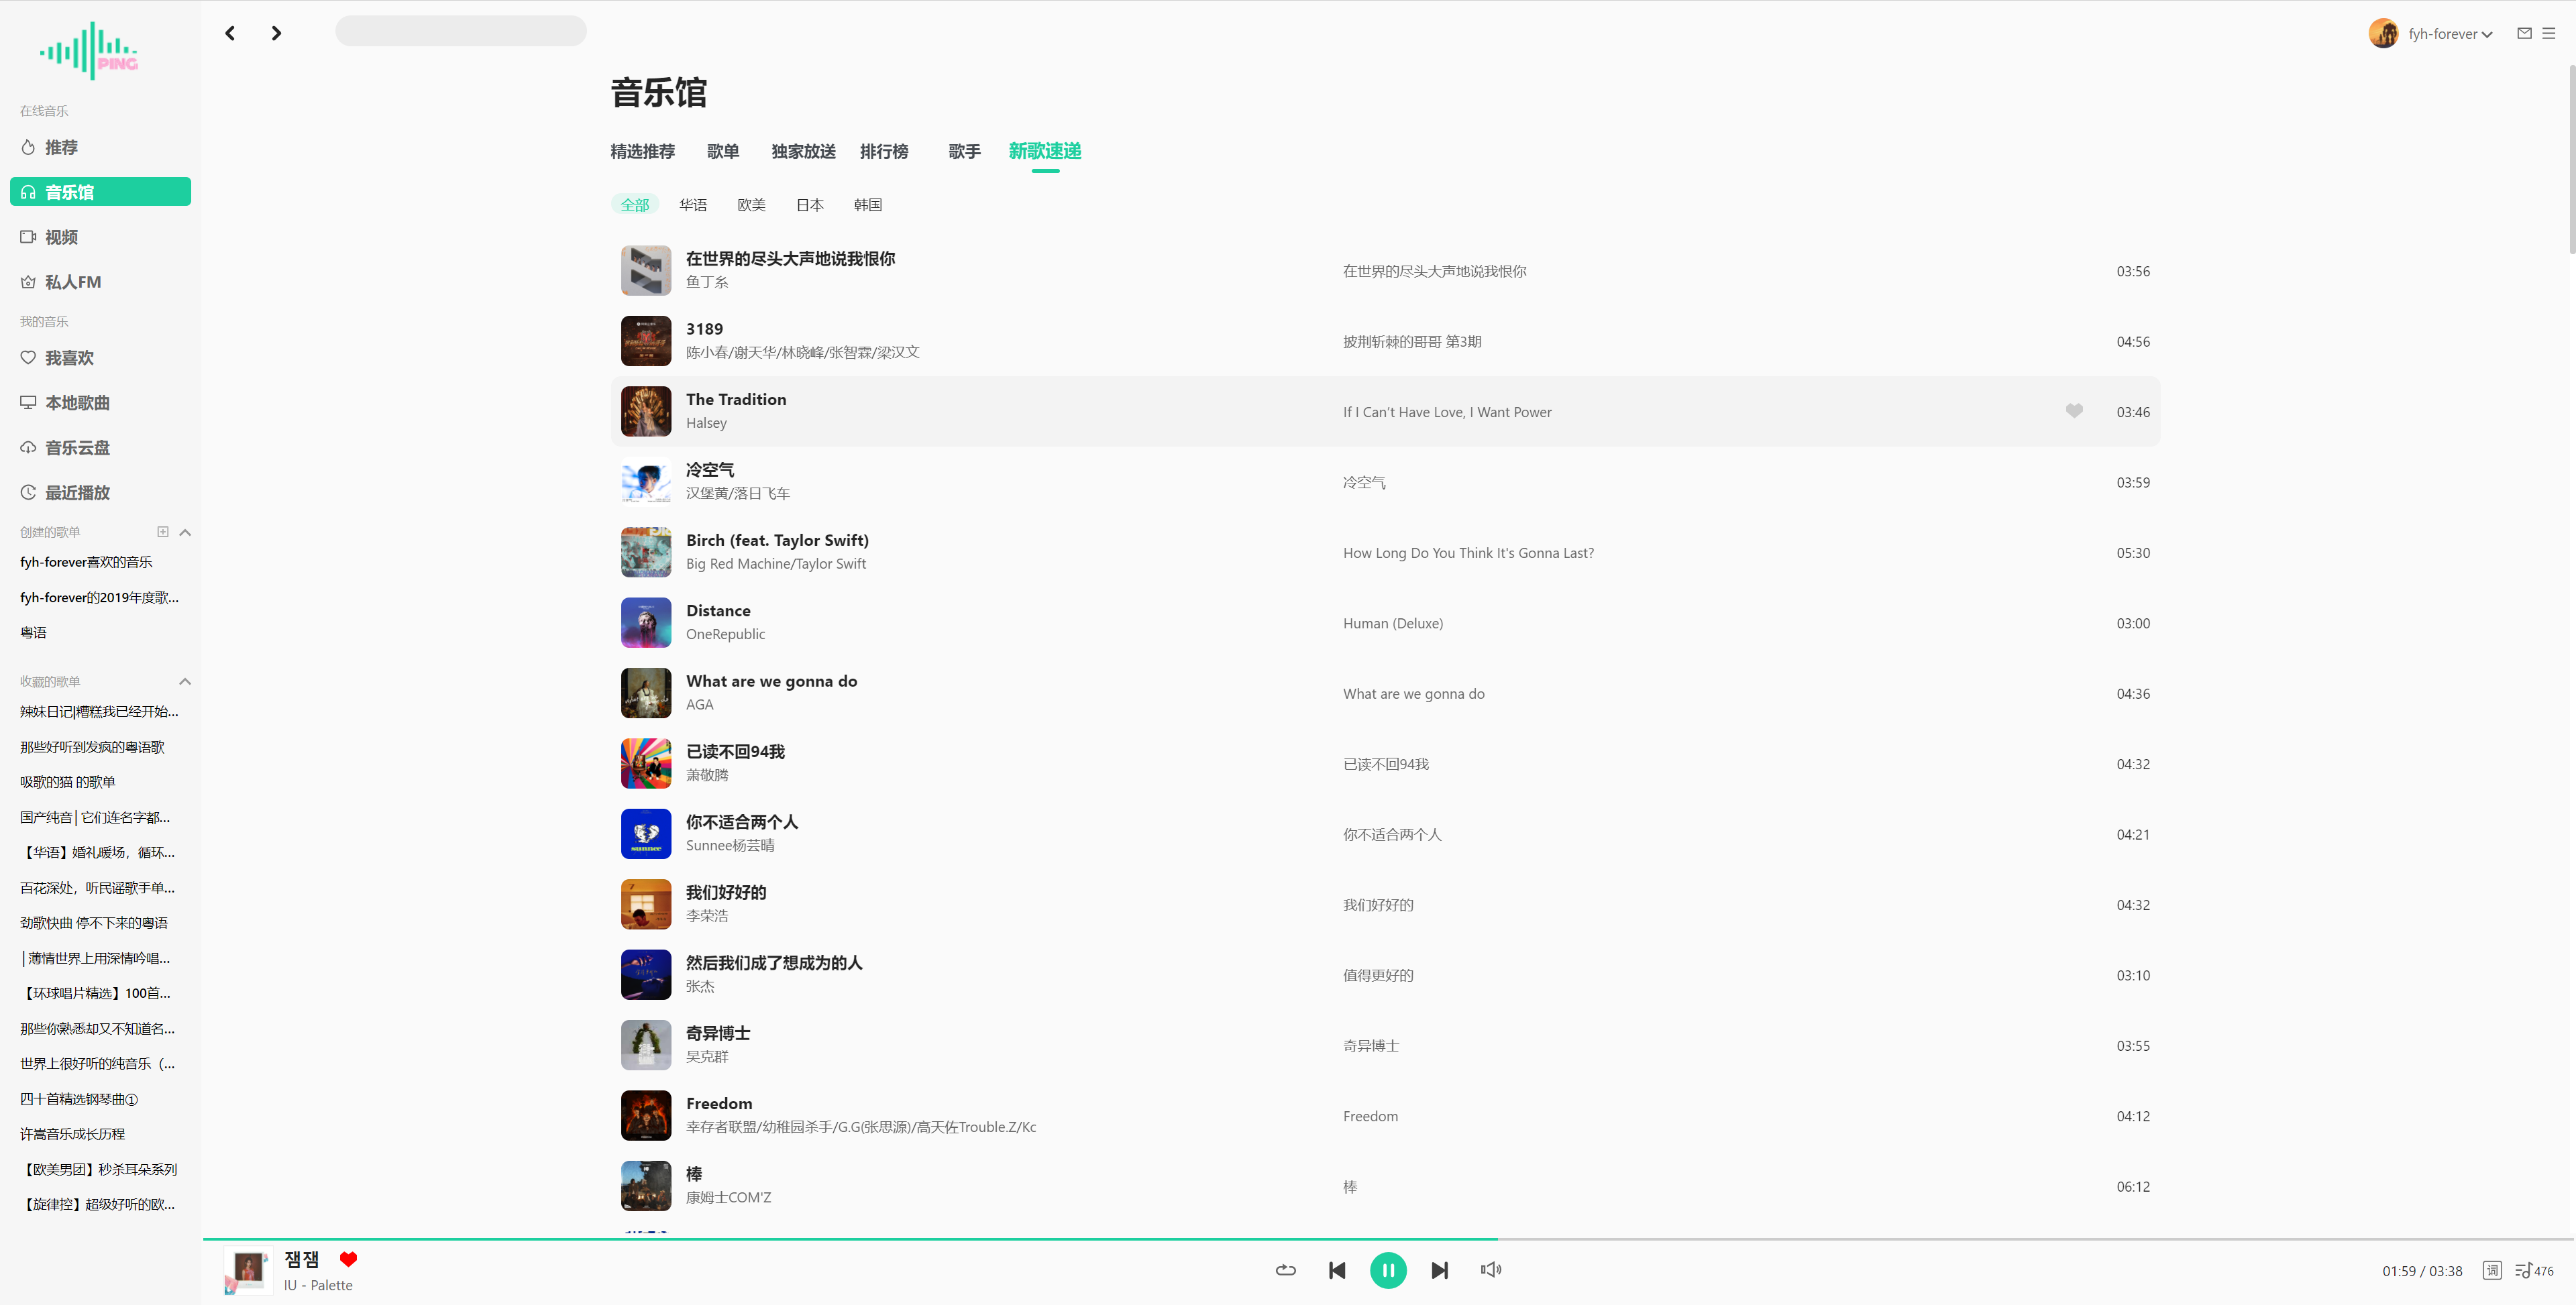 PING
fyh-forever
在线音乐
推荐
音乐馆
视频
私人FM
我的音乐
我喜欢
本地歌曲
音乐云盘
最近播放
创建的歌单
fyh-forever喜欢的音乐
fyh-forever的2019年度歌...
粤语
收藏的歌单
辣妹日记|糟糕我已经开始...
那些好听到发疯的粤语歌
吸歌的猫 的歌单
国产纯音│它们连名字都...
【华语】婚礼暖场，循环...
百花深处，听民谣歌手单...
劲歌快曲 停不下来的粤语
│薄情世界上用深情吟唱...
【环球唱片精选】100首...
那些你熟悉却又不知道名...
世界上很好听的纯音乐（...
四十首精选钢琴曲①
许嵩音乐成长历程
【欧美男团】秒杀耳朵系列
【旋律控】超级好听的欧...
音乐馆
精选推荐 歌单 独家放送 排行榜 歌手 新歌速递
全部 华语 欧美 日本 韩国
在世界的尽头大声地说我恨你
鱼丁糸
在世界的尽头大声地说我恨你 03:56
3189
陈小春/谢天华/林晓峰/张智霖/梁汉文
披荆斩棘的哥哥 第3期 04:56
The Tradition
Halsey
If I Can't Have Love, I Want Power 03:46
冷空气
汉堡黄/落日飞车
冷空气 03:59
Birch (feat. Taylor Swift)
Big Red Machine/Taylor Swift
How Long Do You Think It's Gonna Last? 05:30
Distance
OneRepublic
Human (Deluxe) 03:00
What are we gonna do
AGA
What are we gonna do 04:36
已读不回94我
萧敬腾
已读不回94我 04:32
你不适合两个人
Sunnee杨芸晴
你不适合两个人 04:21
sunnee
我们好好的
李荣浩
我们好好的 04:32
然后我们成了想成为的人
张杰
值得更好的 03:10
奇异博士
吴克群
奇异博士 03:55
Freedom
幸存者联盟/幼稚园杀手/G.G(张思源)/高天佐Trouble.Z/Kc
Freedom 04:12
棒
康姆士COM'Z
棒 06:12
잼잼
IU - Palette
01:59 / 03:38 词 476